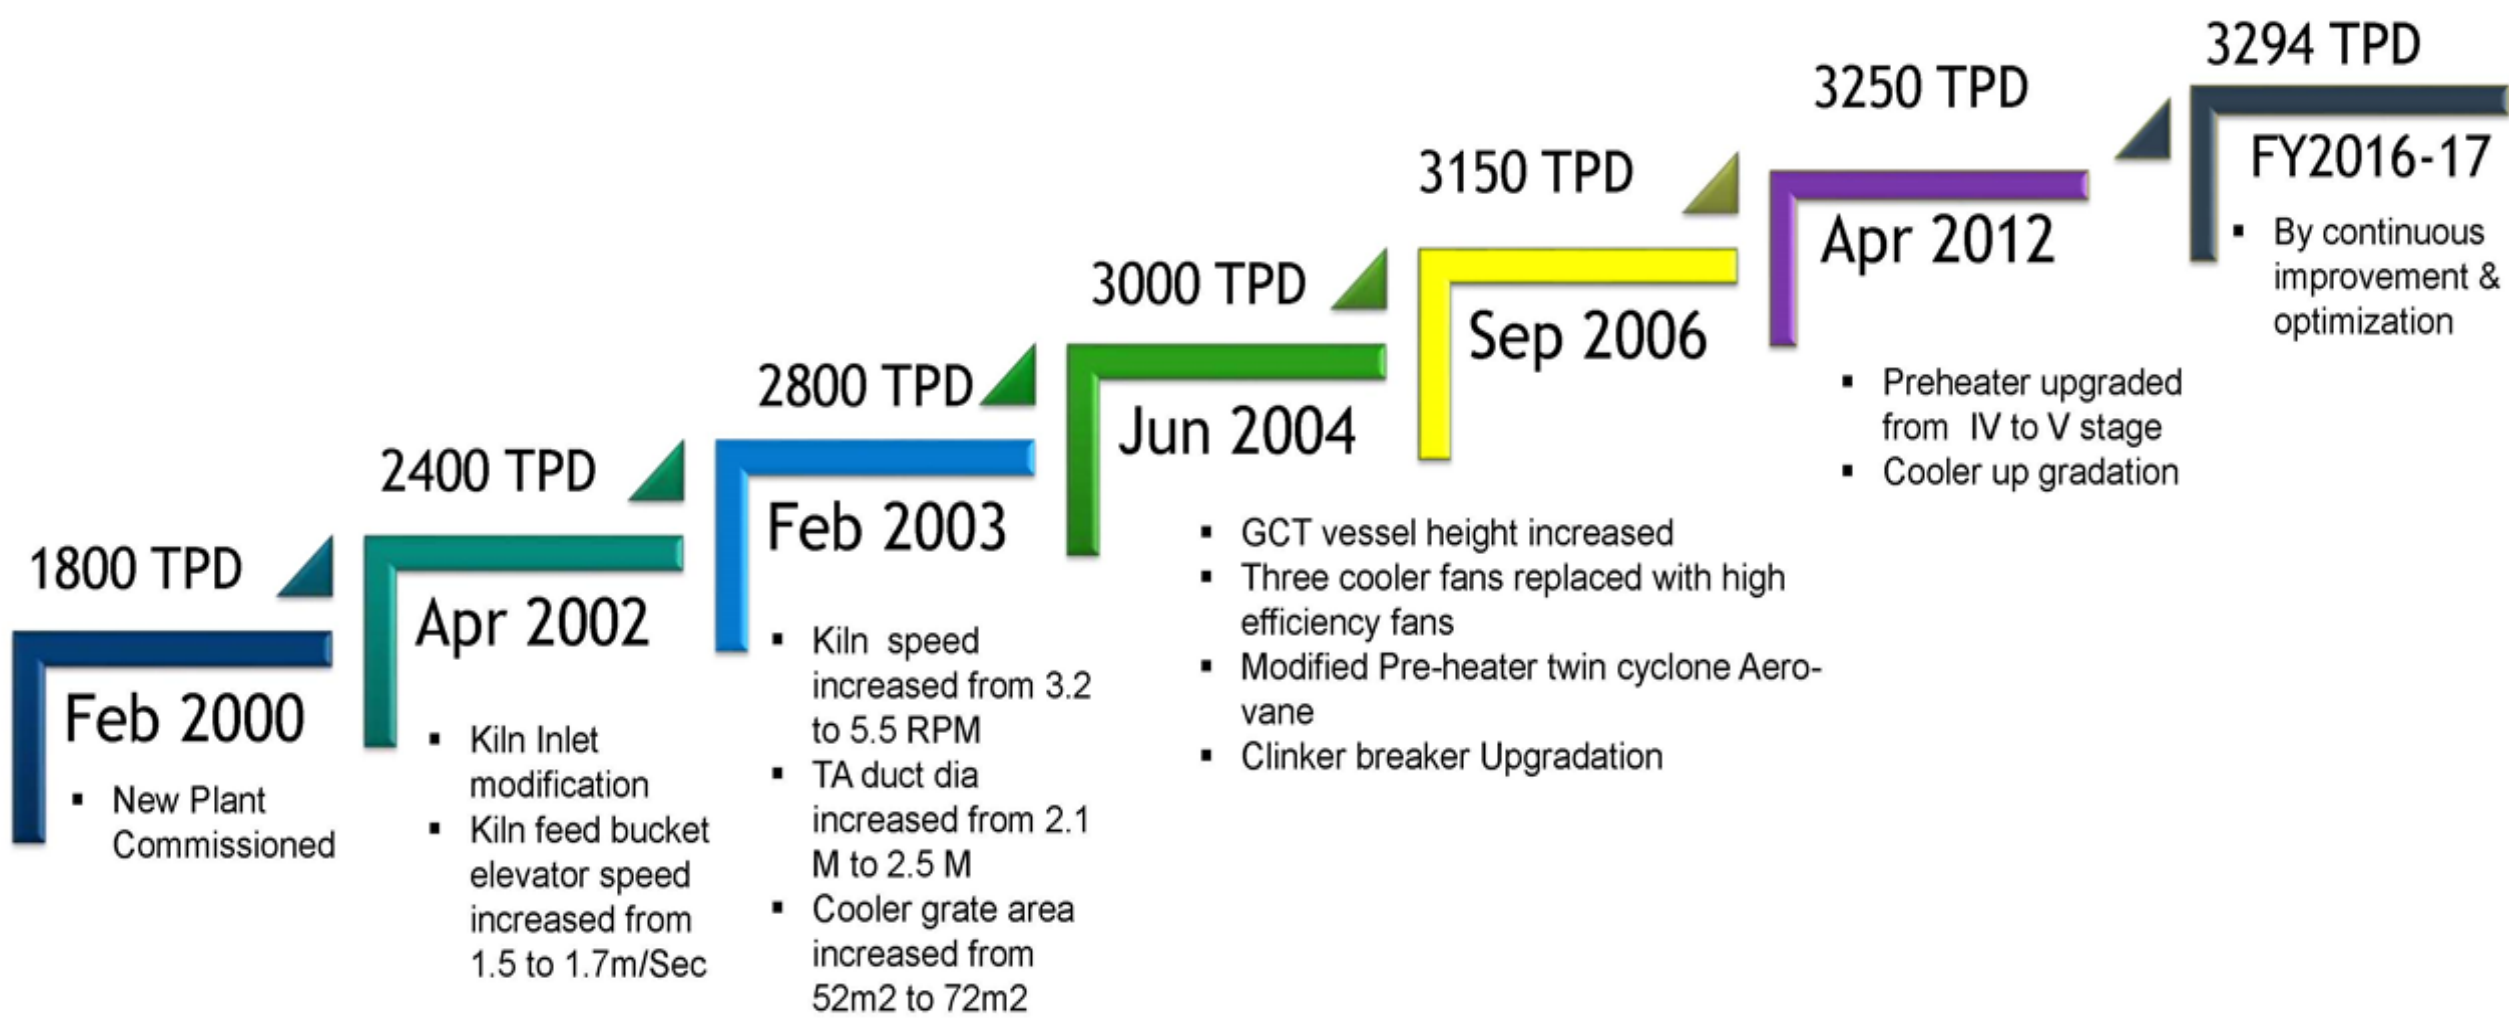 1800 TPD
Feb 2000
▪ New Plant
Commissioned
2400 TPD
Apr 2002
▪ Kiln Inlet
modification
▪ Kiln feed bucket
elevator speed
increased from
1.5 to 1.7m/Sec
2800 TPD
Feb 2003
▪ Kiln speed
increased from 3.2
to 5.5 RPM
▪ TA duct dia
increased from 2.1
M to 2.5 M
▪ Cooler grate area
increased from
52m2 to 72m2
3000 TPD
Jun 2004
▪ GCT vessel height increased
▪ Three cooler fans replaced with high
efficiency fans
▪ Modified Pre-heater twin cyclone Aero-
vane
▪ Clinker breaker Upgradation
3150 TPD
Sep 2006
3250 TPD
Apr 2012
▪ Preheater upgraded
from IV to V stage
▪ Cooler up gradation
3294 TPD
FY2016-17
▪ By continuous
improvement &
optimization